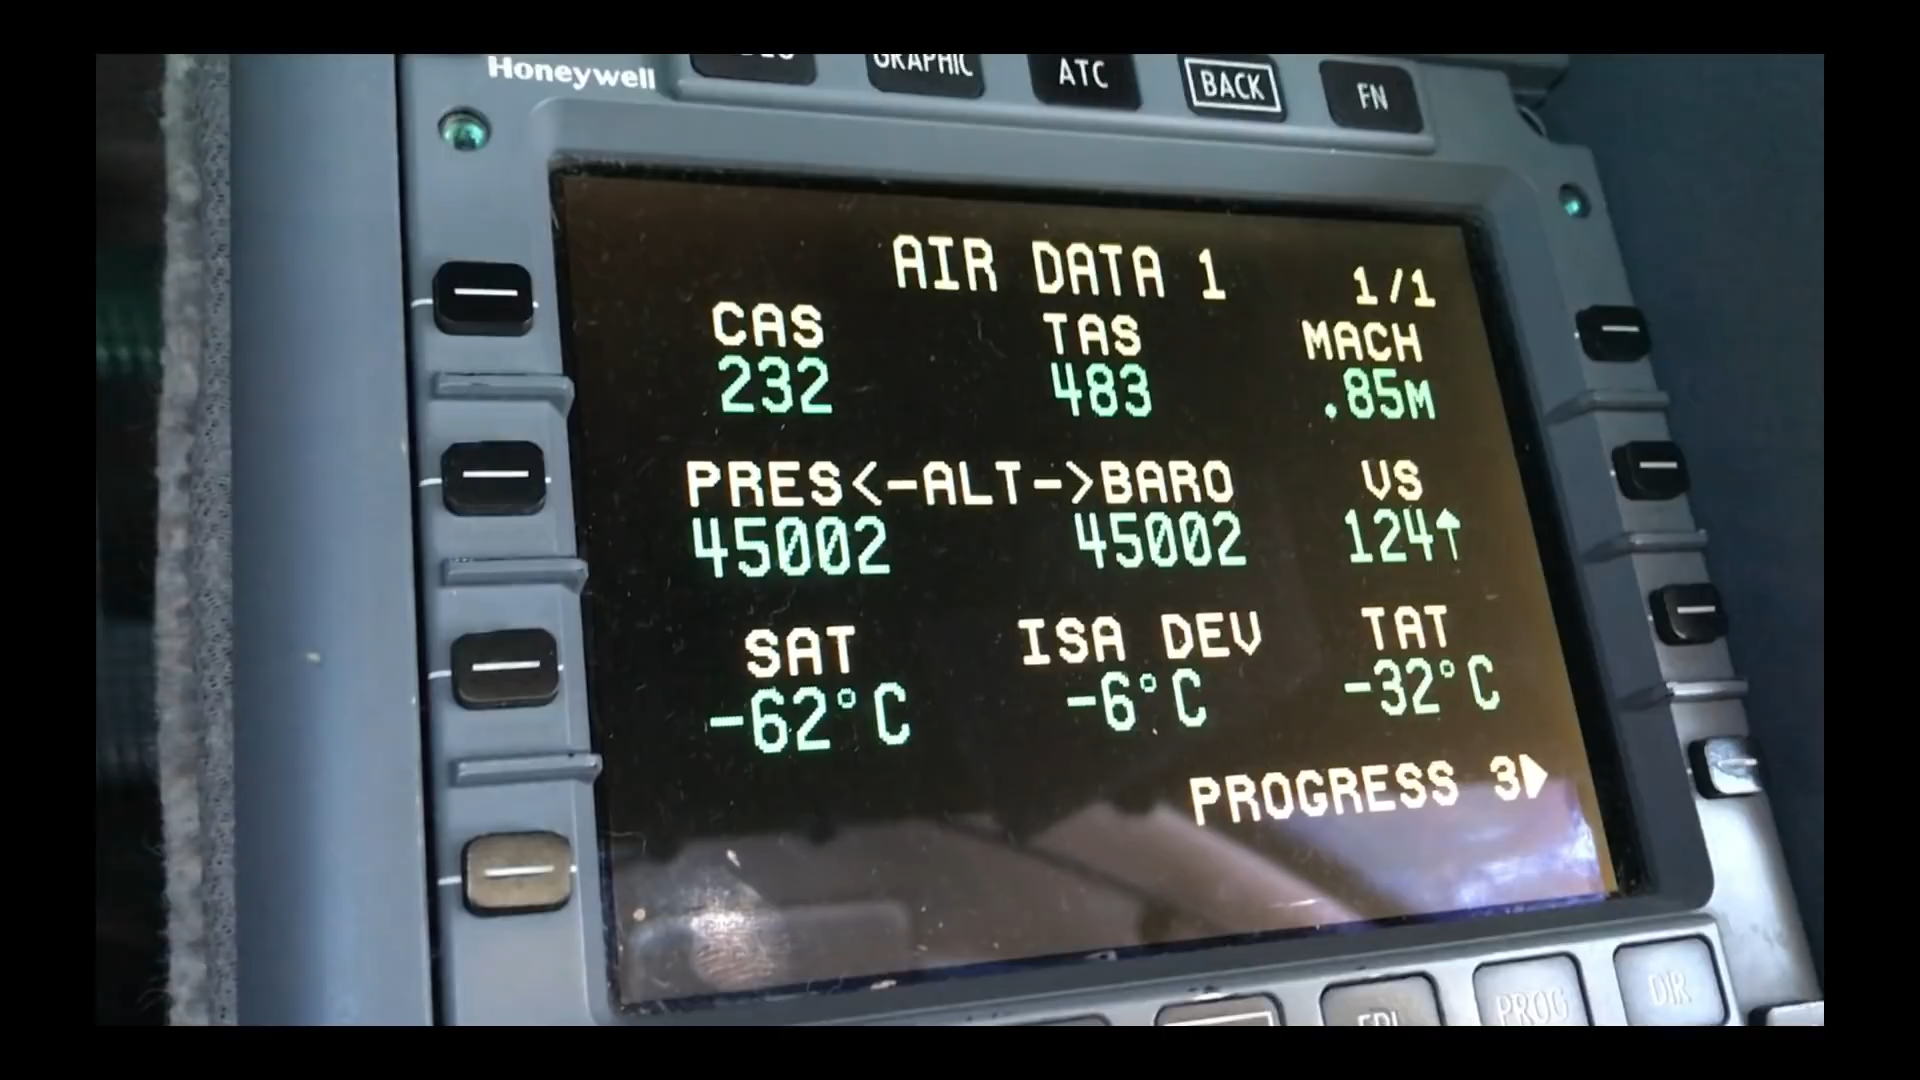 Honeywell
GRAPHIC
ATC
BACK
FN
AIR DATA 1 1/1
CAS TAS MACH
232 483 .85M
PRES<-ALT->BARO VS
45002 45002 124↑
SAT ISA DEV TAT
-62°C -6°C -32°C
PROGRESS 3▶
PROG
DIR